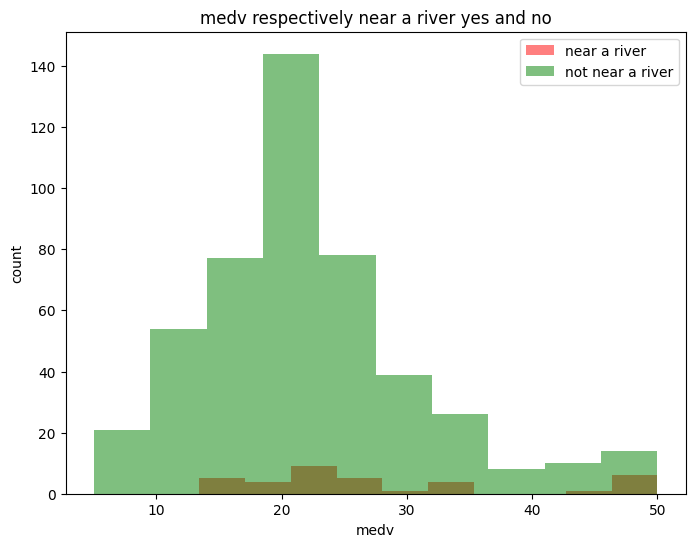 medv respectively near a river yes and no
near a river
not near a river
140
120
100
80
60
40
20
0
count
10
20
30
40
50
medv